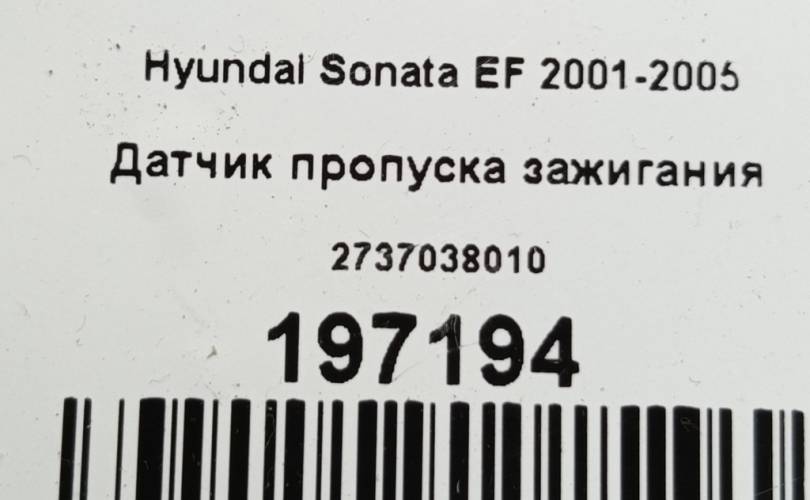 Hyundai Sonata EF 2001-2005
Датчик пропуска зажигания
2737038010
197194